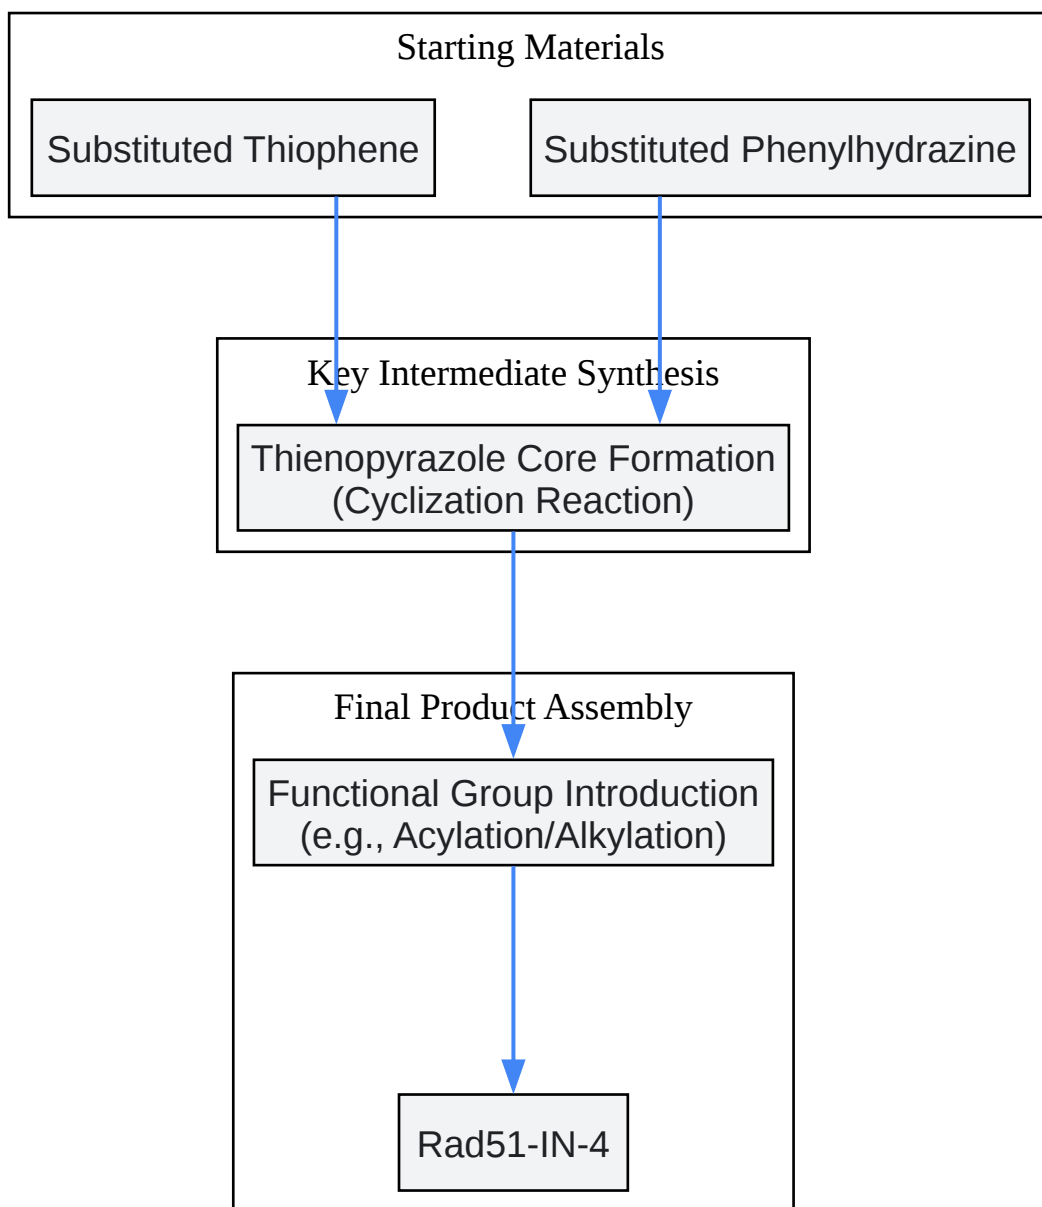 Starting Materials
Substituted Thiophene
Substituted Phenylhydrazine
Key Intermediate Synthesis
Thienopyrazole Core Formation
(Cyclization Reaction)
Final Product Assembly
Functional Group Introduction
(e.g., Acylation/Alkylation)
Rad51-IN-4